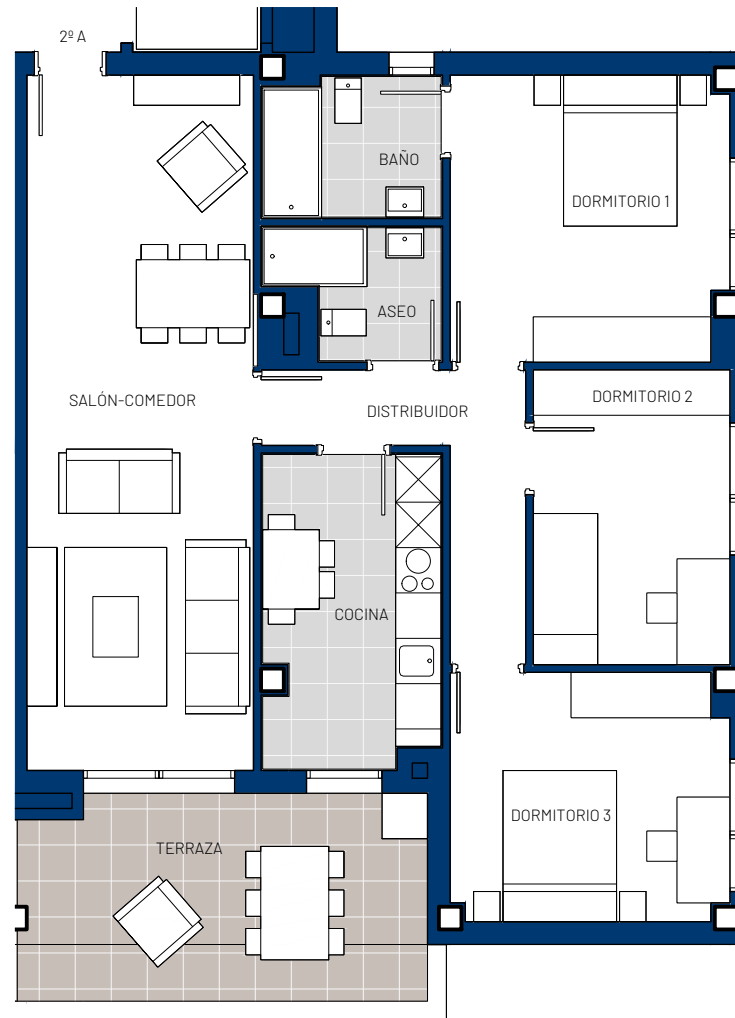 2º A
BAÑO
DORMITORIO 1
ASEO
SALÓN-COMEDOR
DISTRIBUIDOR
DORMITORIO 2
COCINA
DORMITORIO 3
TERRAZA